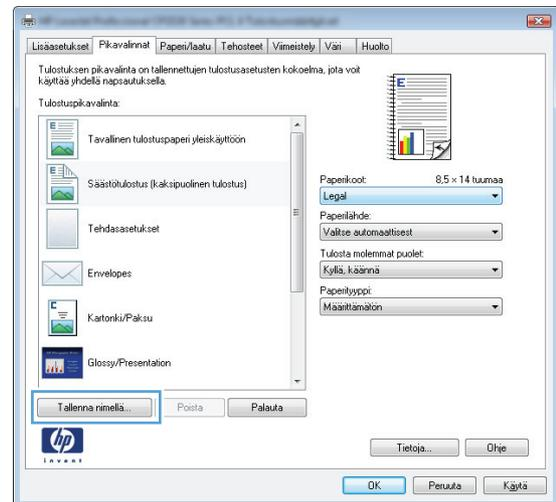 Lisäasetukset Pikavalinnat Paperi/laatu Tehosteet Viimeistely Väri Huolto
Tulostuksen pikavalinta on tallennettujen tulostusasetusten kokoelma, jota voit
käyttää yhdellä napsautuksella.
Tulostuspikavalinta:
Tavallinen tulostuspaperi yleiskäyttöön
Säästötulostus (kaksipuolinen tulostus)
Tehdasasetukset
Envelopes
Kartonki/Paksu
Glossy/Presentation
Tallenna nimellä...
Poista
Palauta
E
Paperikoot: 8,5 × 14 tuumaa
Legal
Paperilähde:
Valitse automaattisest
Tulosta molemmat puolet:
Kyllä, käännä
Paperityyppi:
Määrittämätön
hp
invent
Tietoja...
Ohje
OK
Peruuta
Käytä